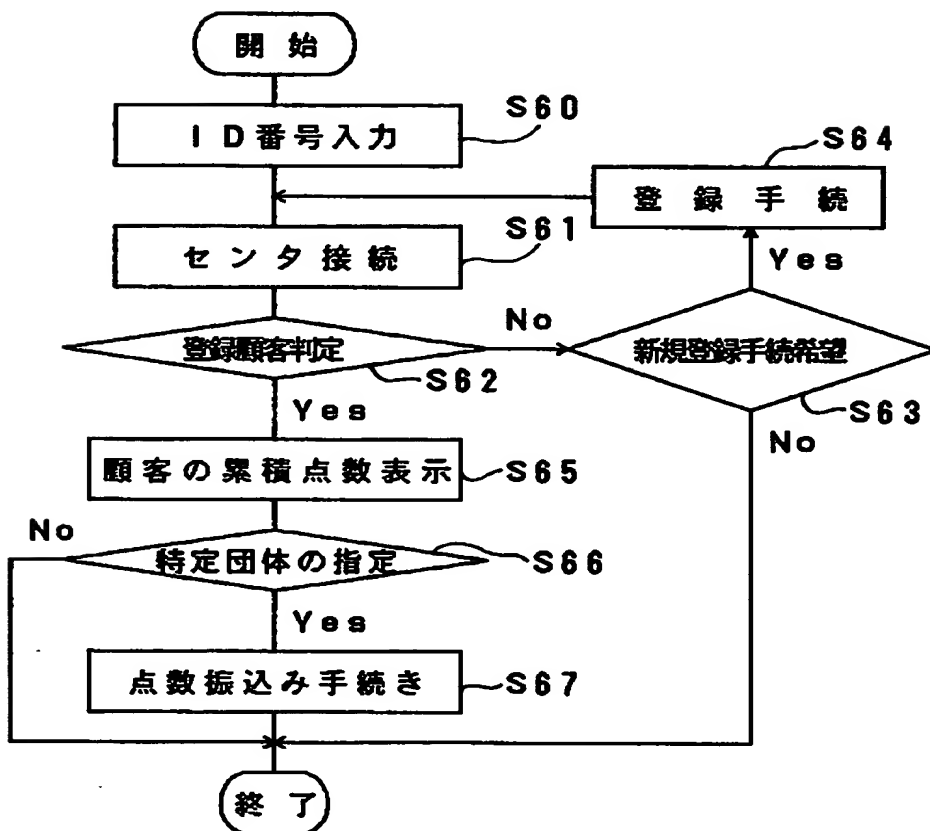 開始
S60
ID番号入力
S64
登録手続
S61
センタ接続
Yes
No
登録顧客判定
新規登録手続希望
S62
S63
Yes
No
顧客の累積点数表示
S65
No
特定団体の指定
S66
Yes
点数振込み手続き
S67
終了